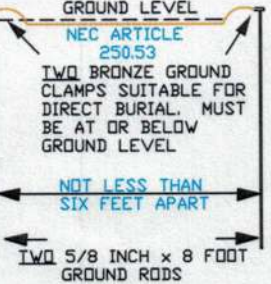 GROUND LEVEL
NEC ARTICLE
250.53
TWO BRONZE GROUND
CLAMPS SUITABLE FOR
DIRECT BURIAL. MUST
BE AT OR BELOW
GROUND LEVEL
NOT LESS THAN
SIX FEET APART
TWO 5/8 INCH x 8 FOOT
GROUND RODS